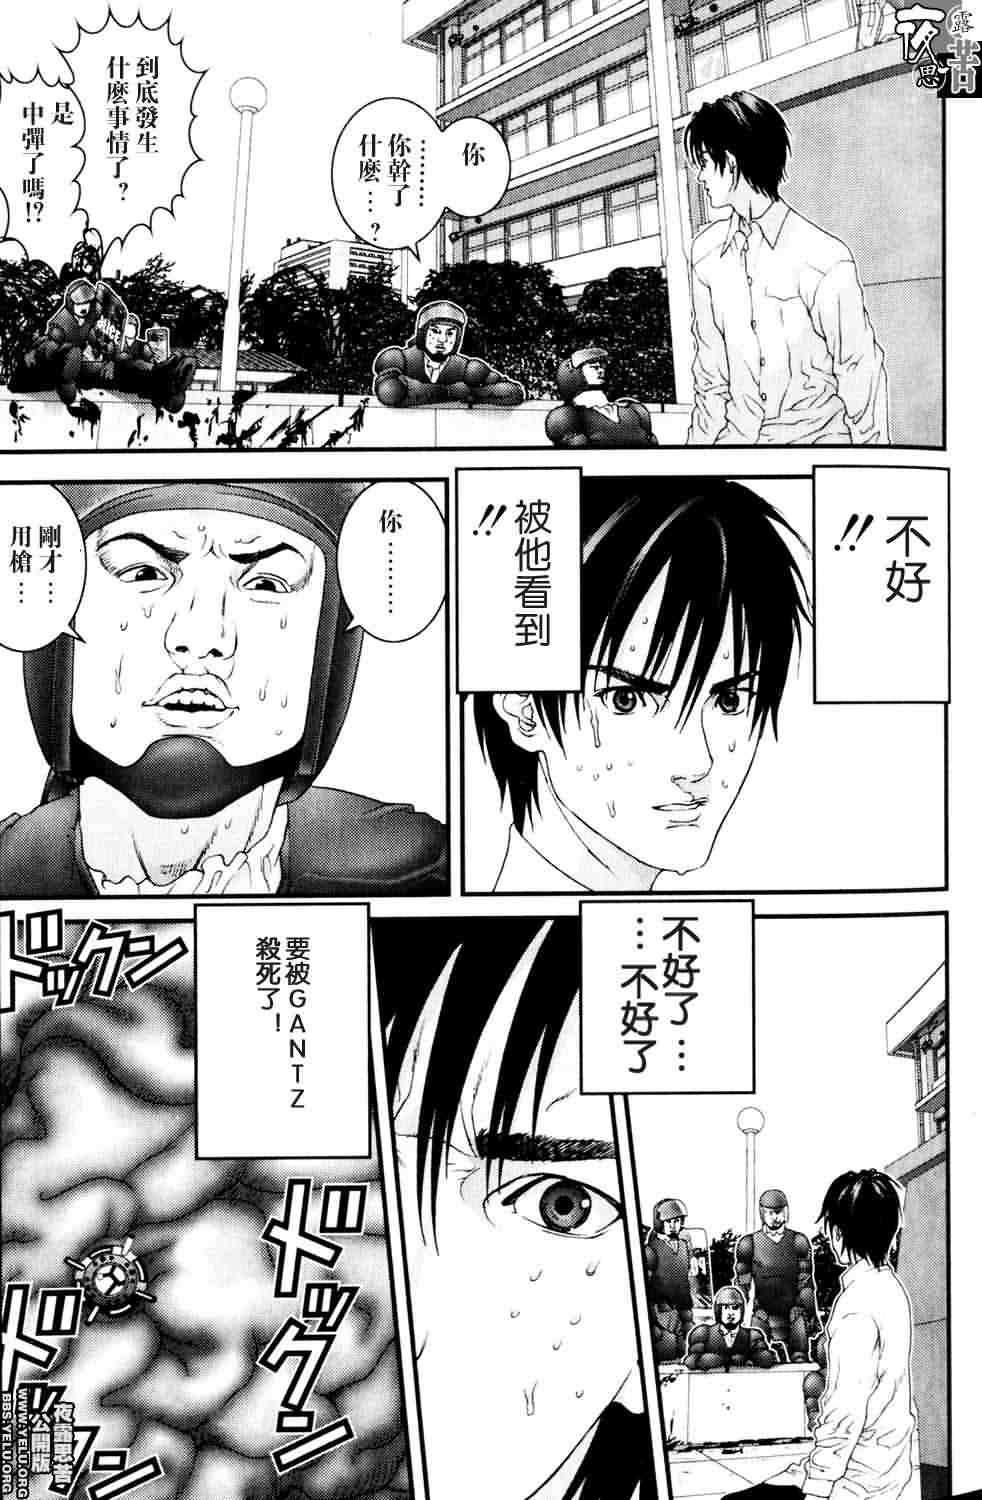 夜露思苦
你
………
你幹了
什麼…?
到底發生
什麼事情了?
是
中彈了嗎!?
不好
!!
被他看到
!!
你………
剛才…
用槍…
不好了…
…不好了
要被GANTZ
殺死了!
ドックン
ドックン
ドックン
夜露思苦
公開版
WWW.YELU.ORG
BBS.YELU.ORG